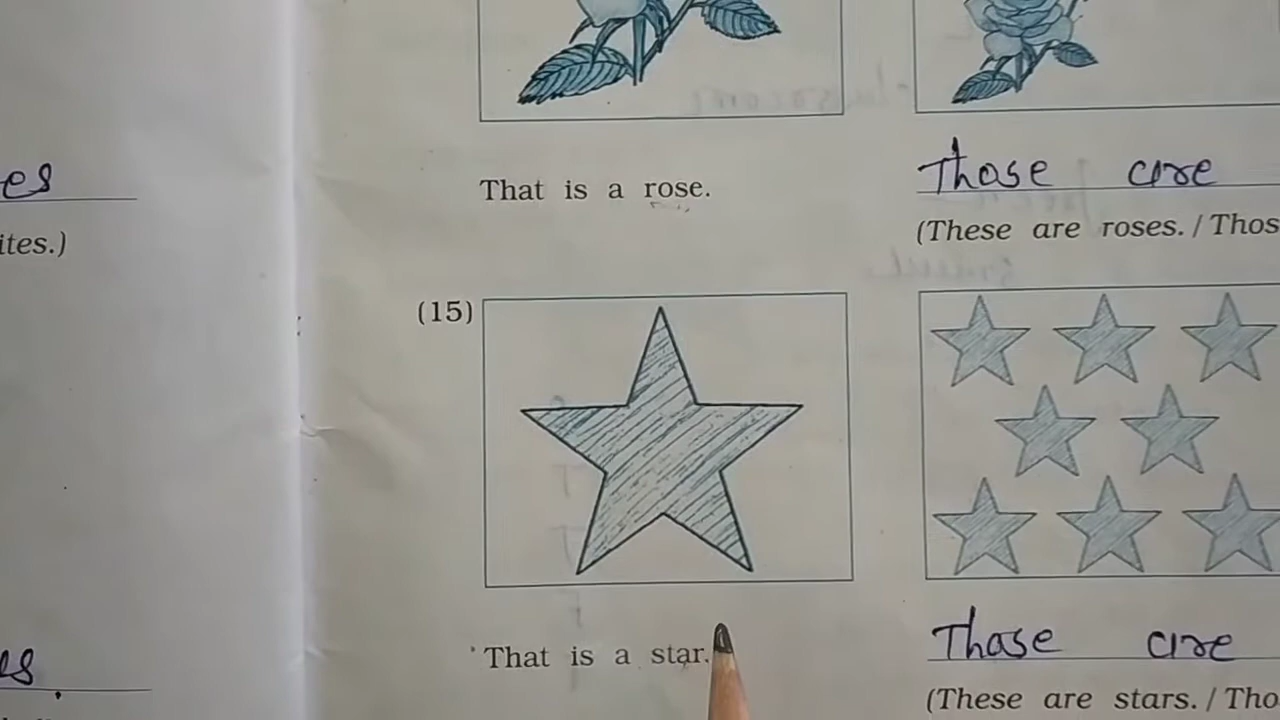 es
ites.)
That is a rose.
Those are
(These are roses. / Thos
(15)
That is a star.
Those are
es.
(These are stars. / Tho